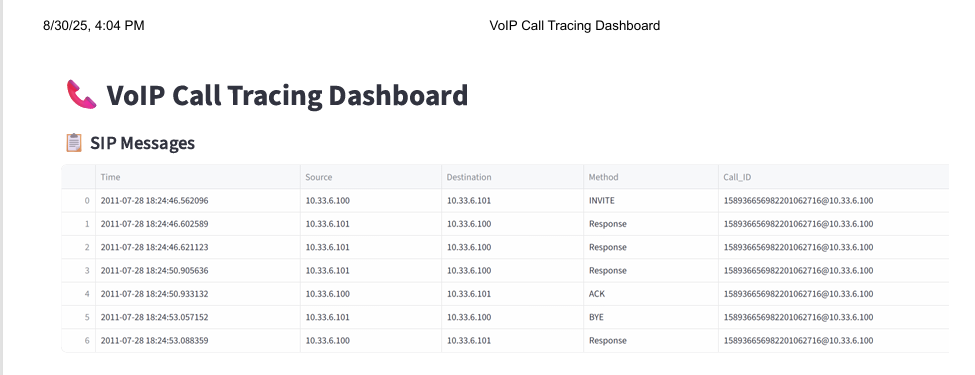 8/30/25, 4:04 PM VoIP Call Tracing Dashboard
VoIP Call Tracing Dashboard
SIP Messages
Time Source Destination Method Call_ID
0 2011-07-28 18:24:46.562096 10.33.6.100 10.33.6.101 INVITE 158936656982201062716@10.33.6.100
1 2011-07-28 18:24:46.602589 10.33.6.101 10.33.6.100 Response 158936656982201062716@10.33.6.100
2 2011-07-28 18:24:46.621123 10.33.6.101 10.33.6.100 Response 158936656982201062716@10.33.6.100
3 2011-07-28 18:24:50.905636 10.33.6.101 10.33.6.100 Response 158936656982201062716@10.33.6.100
4 2011-07-28 18:24:50.933132 10.33.6.100 10.33.6.101 ACK 158936656982201062716@10.33.6.100
5 2011-07-28 18:24:53.057152 10.33.6.101 10.33.6.100 BYE 158936656982201062716@10.33.6.100
6 2011-07-28 18:24:53.088359 10.33.6.100 10.33.6.101 Response 158936656982201062716@10.33.6.100